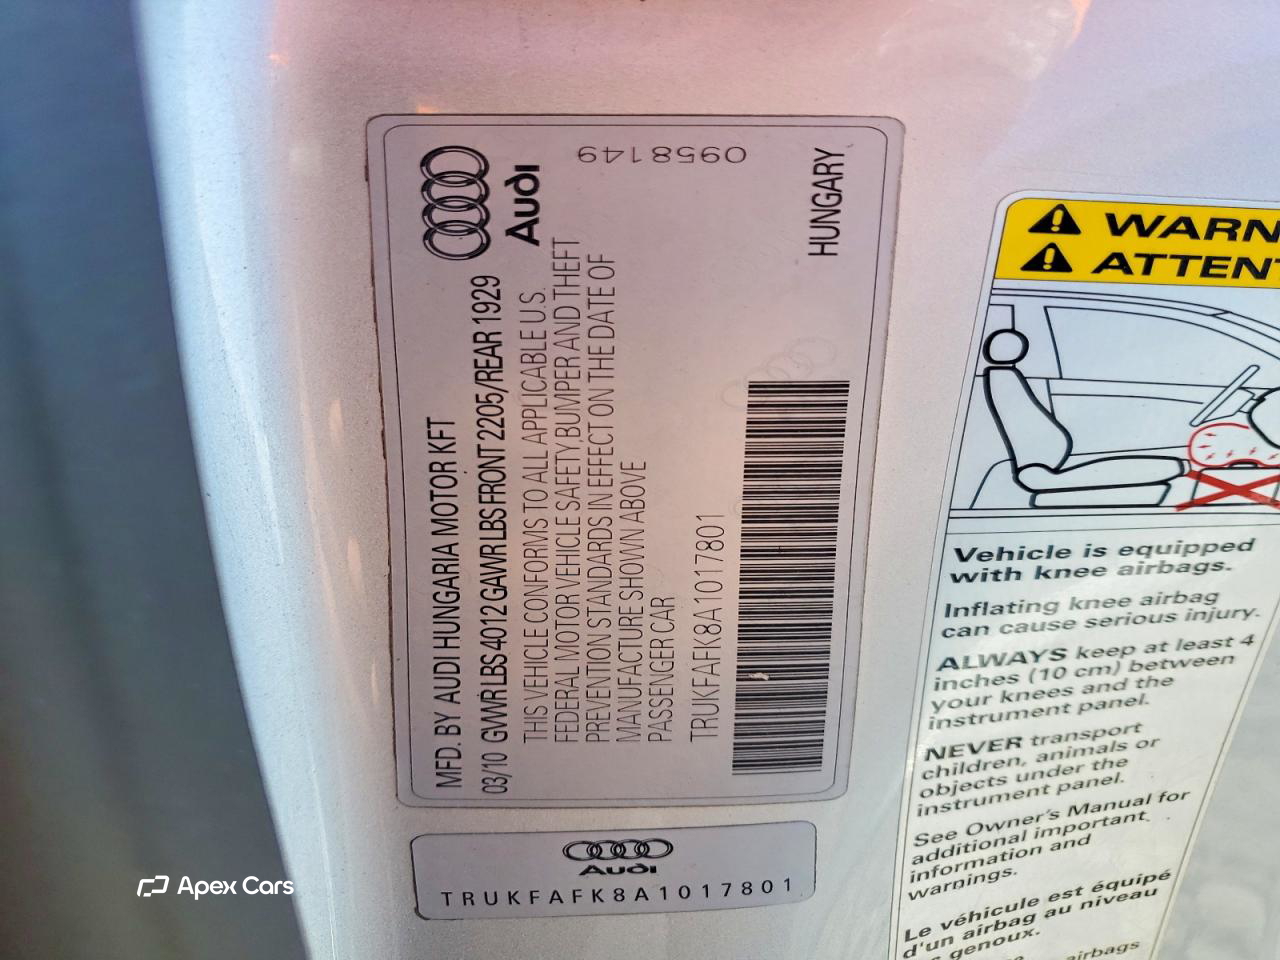 MFD. BY AUDI HUNGARIA MOTOR KFT
03/10 GWR LBS 4012 GAWR LBS FRONT 2205/REAR 1929
THIS VEHICLE CONFORMS TO ALL APPLICABLE U.S.
FEDERAL MOTOR VEHICLE SAFETY, BUMPER AND THEFT
PREVENTION STANDARDS IN EFFECT ON THE DATE OF
MANUFACTURE SHOWN ABOVE
PASSENGER CAR
TRUKFAFK8A1017801
Audi
0958149
HUNGARY
Audi
TRUKFAFK8A1017801
WARN
ATTENT
Vehicle is equipped
with knee airbags.
Inflating knee airbag
can cause serious injury.
ALWAYS keep at least 4
inches (10 cm) between
your knees and the
instrument panel.
NEVER transport
children, animals or
objects under the
instrument panel.
See Owner's Manual for
additional important
information and
warnings.
Le véhicule est équipé
d'un airbag au niveau
genoux.
airbags
Apex Cars